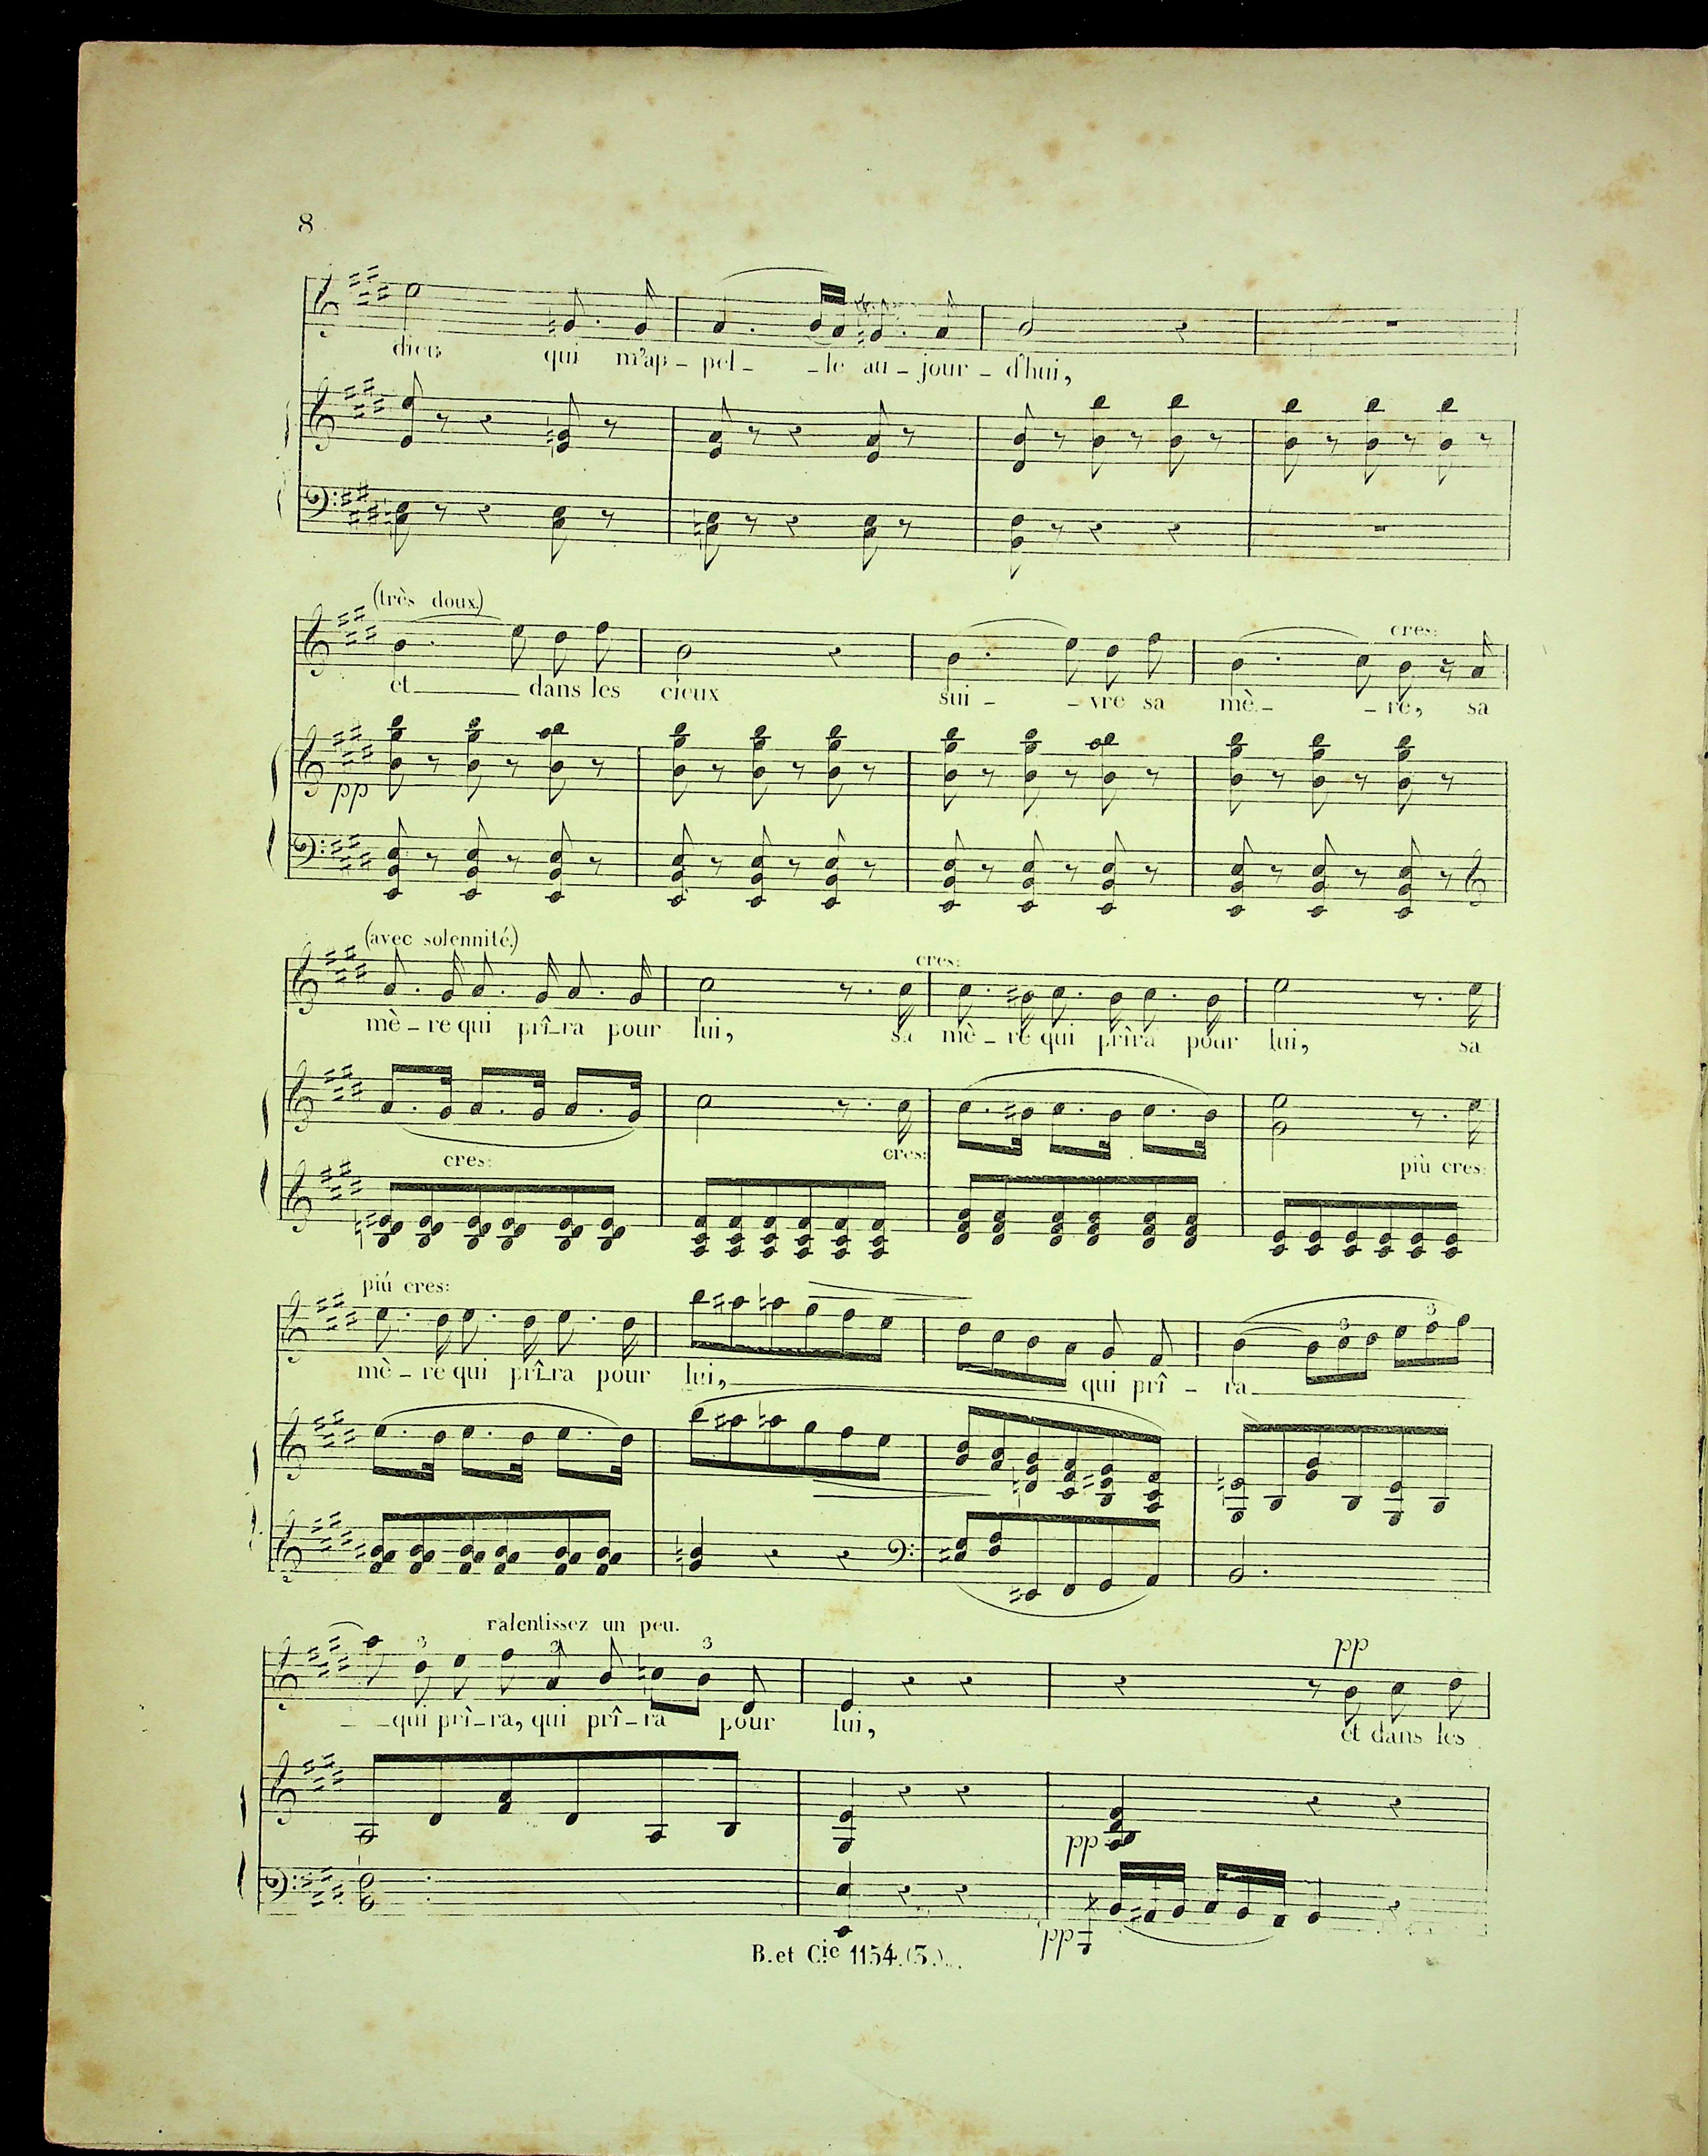 8
dieu qui m'ap - pel - - le au - jour - d'hui,
(très doux.)
cres:
et dans les cieux sui - - vre sa mè - - re, sa
pp
(avec solennité.)
cres:
mè - re qui prî - ra pour lui, sa mè - re qui prîra pour lui, sa
cres: cres: più cres:
piú cres:
3 3
mè - re qui prî - ra pour lui, qui prî - ra
ralentissez un peu.
pp
3 3 3
qui prî - ra, qui prî - ra pour lui, et dans les
pp
pp
B. et Cie 1154.(3.)